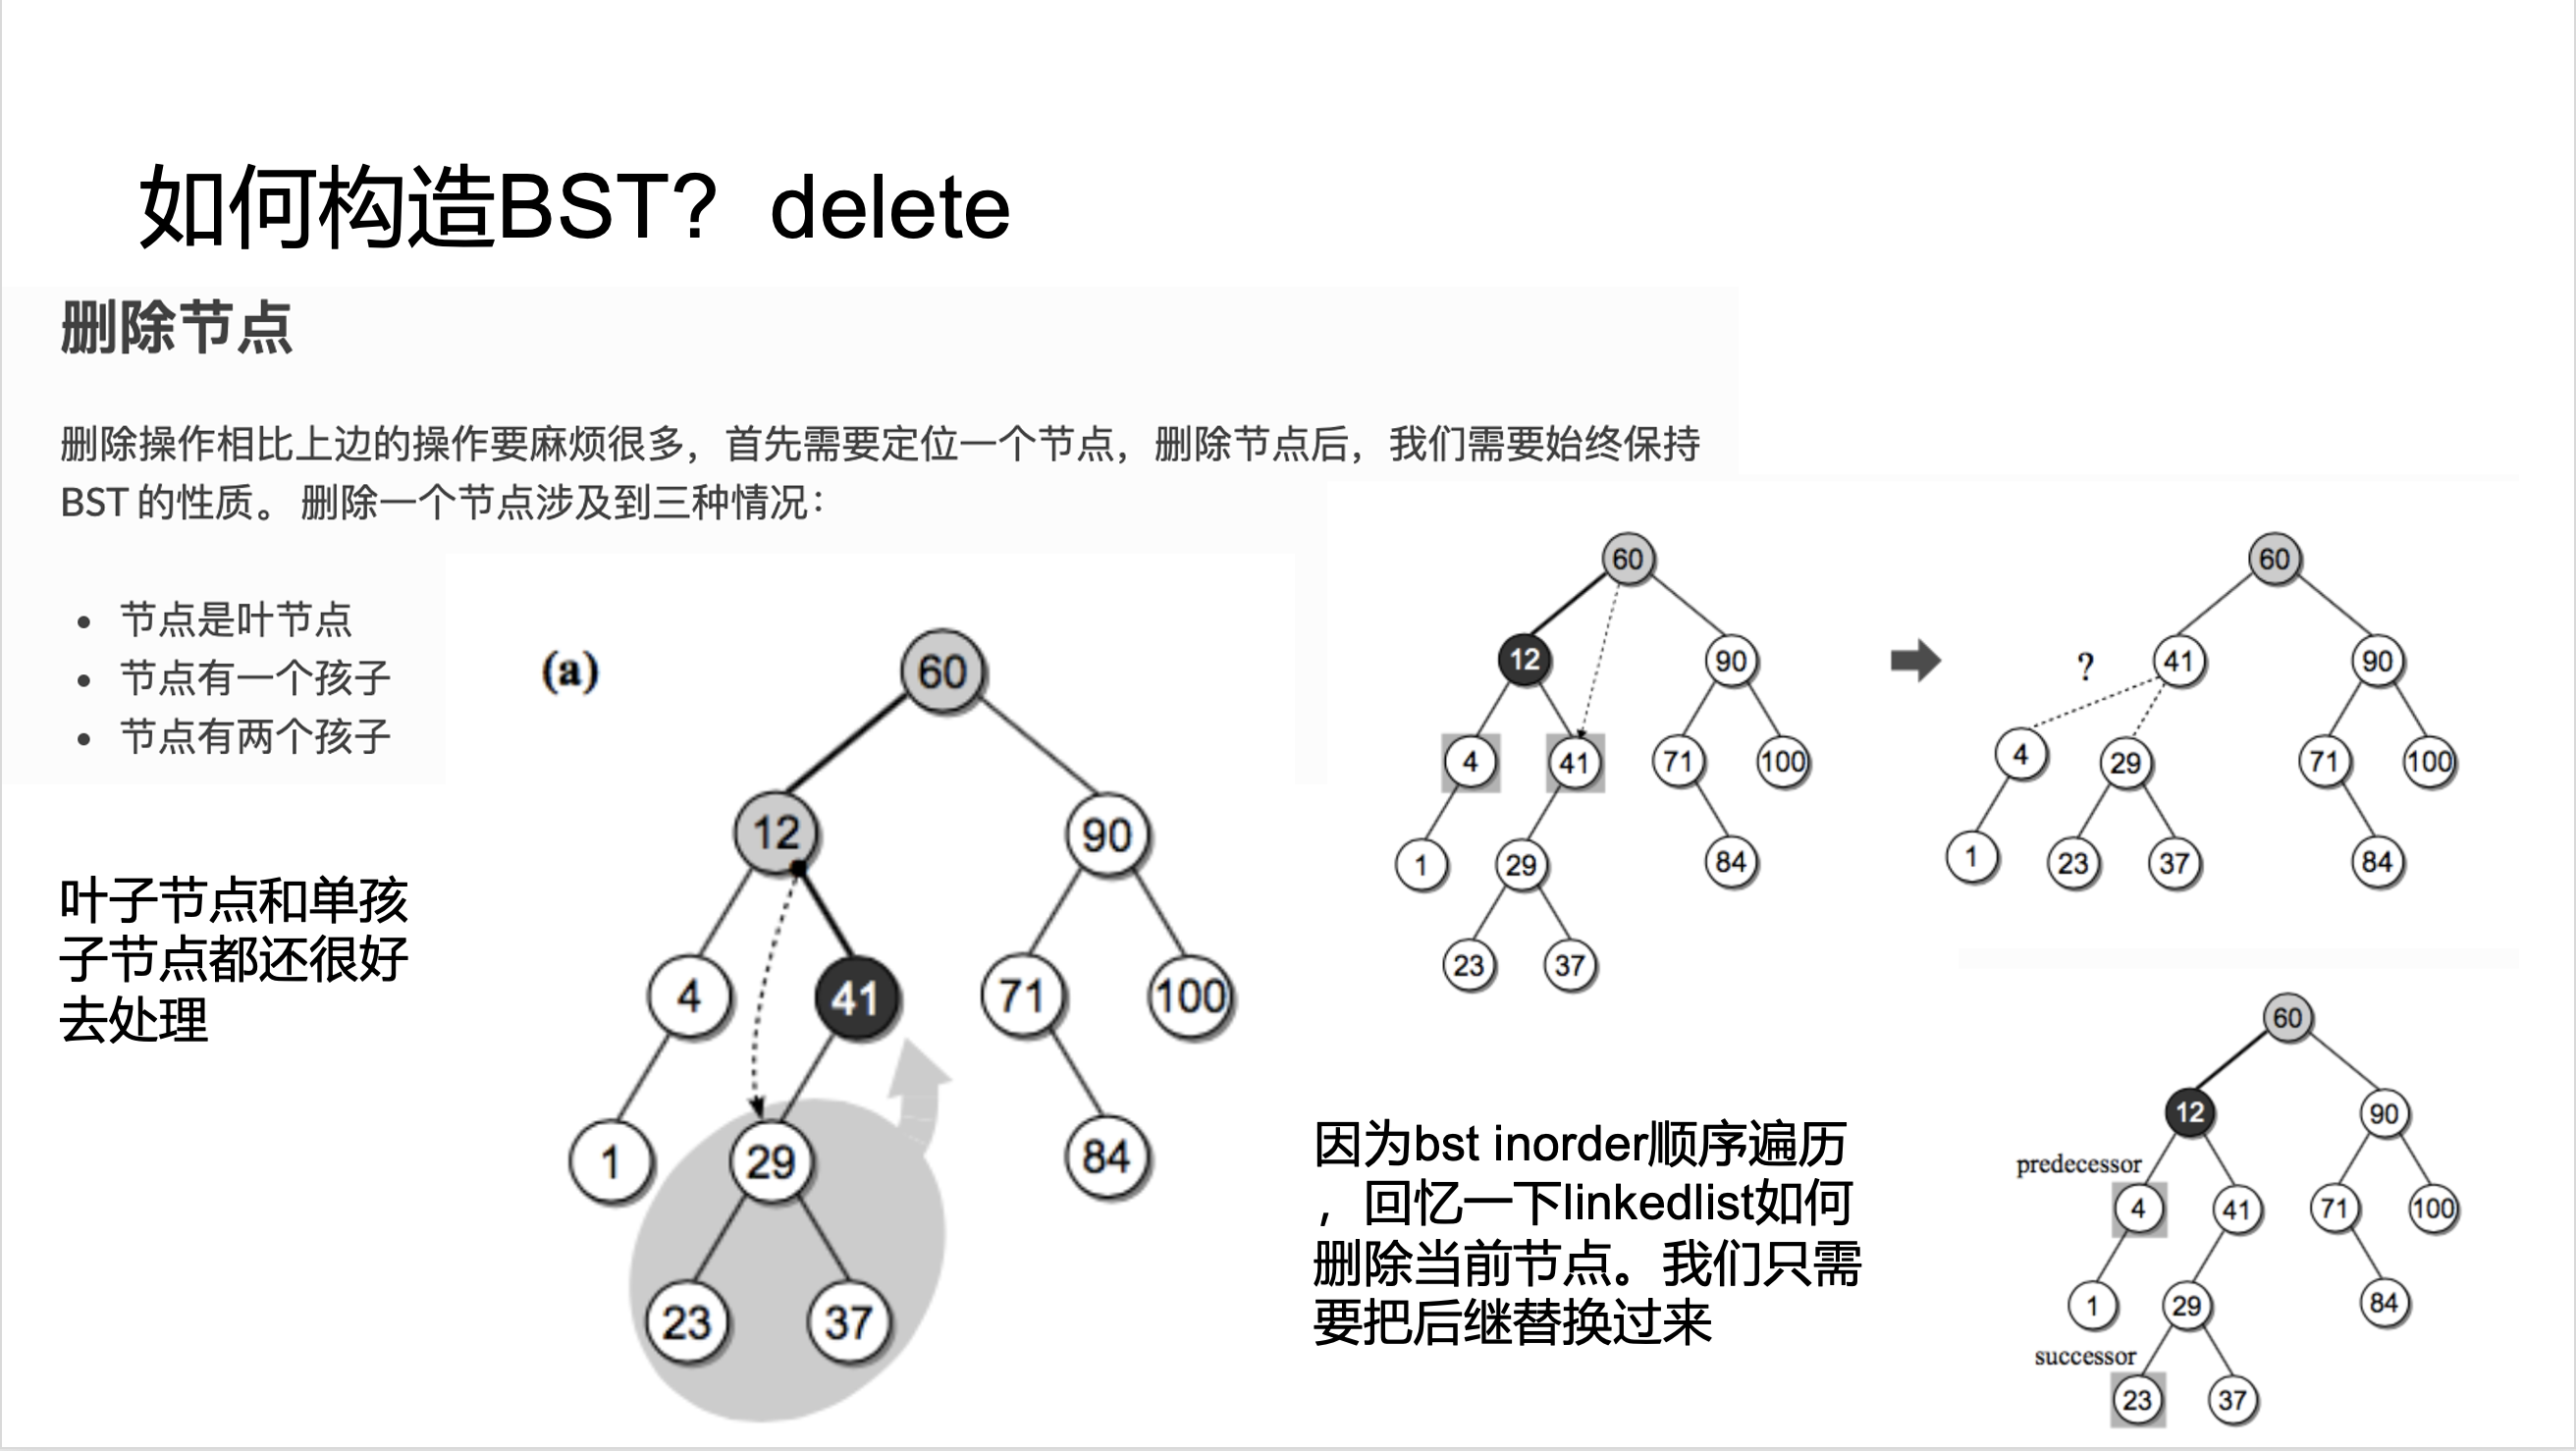 如何构造BST？ delete
删除节点
删除操作相比上边的操作要麻烦很多，首先需要定位一个节点，删除节点后，我们需要始终保持
BST 的性质。 删除一个节点涉及到三种情况：
节点是叶节点
节点有一个孩子
节点有两个孩子
叶子节点和单孩
子节点都还很好
去处理
(a)
60
12
90
4
41
71
100
1
29
84
23
37
60
12
90
4
41
71
100
1
29
84
23
37
60
?
41
90
4
29
71
100
1
23
37
84
因为bst inorder顺序遍历
，回忆一下linkedlist如何
删除当前节点。我们只需
要把后继替换过来
60
12
90
predecessor
4
41
71
100
1
29
84
successor
23
37